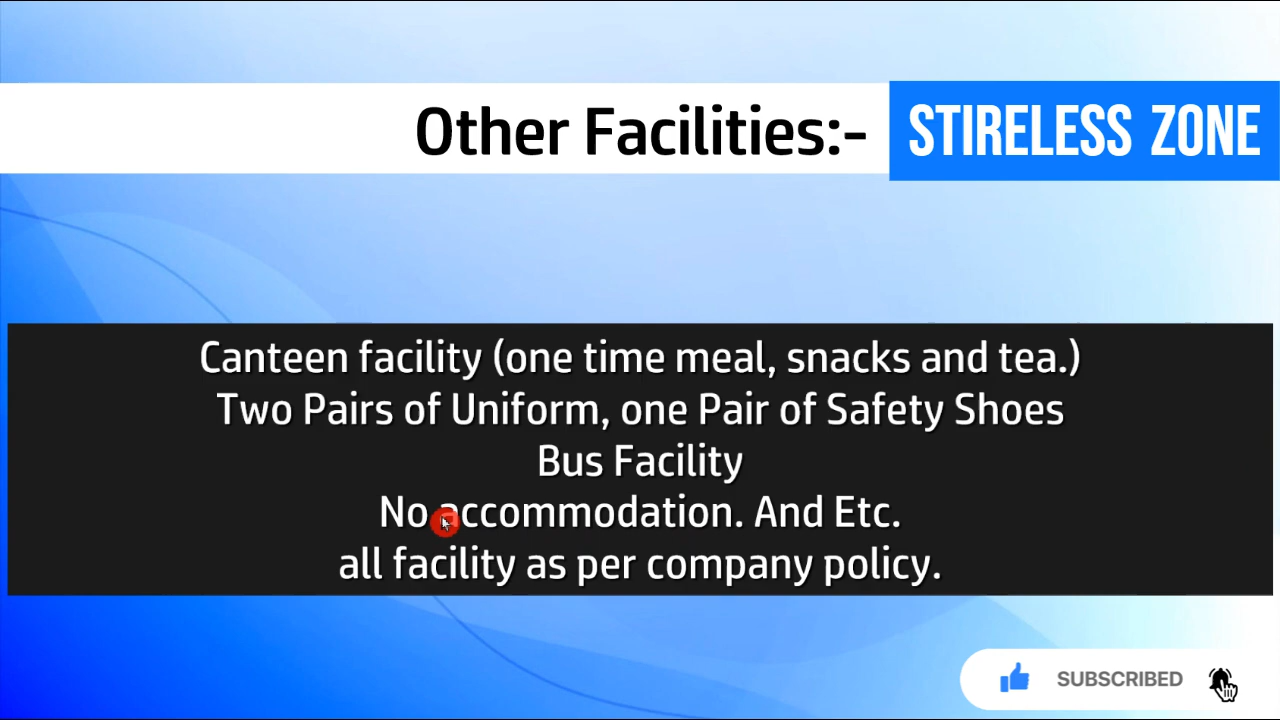 Other Facilities:-
STIRELESS ZONE
Canteen facility (one time meal, snacks and tea.)
Two Pairs of Uniform, one Pair of Safety Shoes
Bus Facility
No accommodation. And Etc.
all facility as per company policy.
SUBSCRIBED